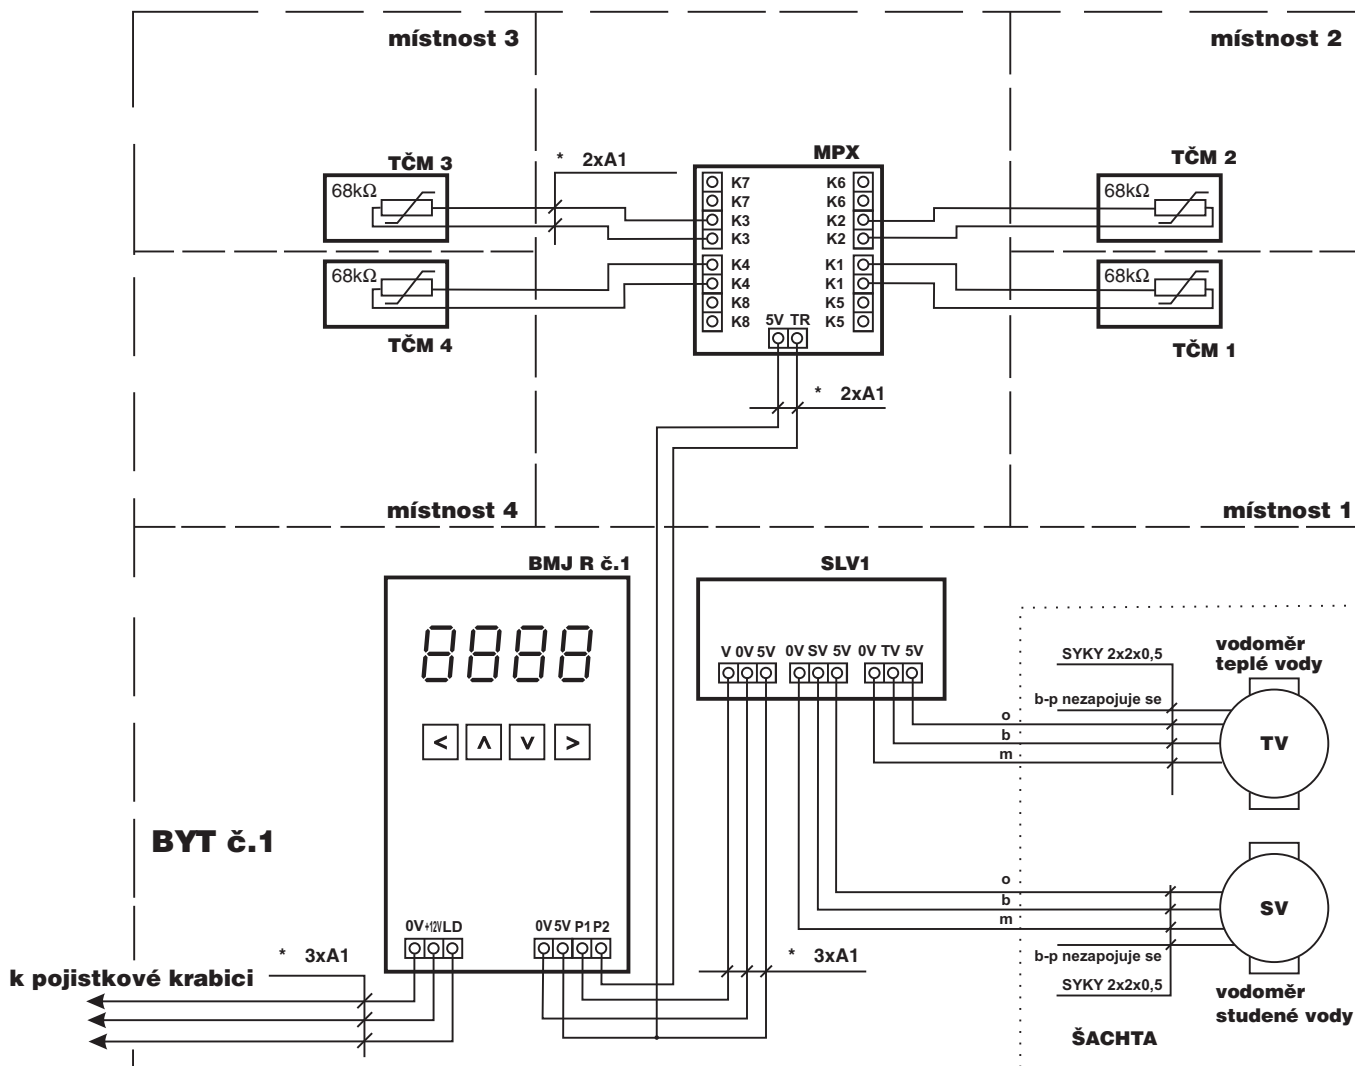 místnost 3
místnost 2
TČM 3
* 2xA1
MPX
TČM 2
68kΩ
K7
K7
K3
K3
K6
K6
K2
K2
68kΩ
68kΩ
K4
K4
K8
K8
K1
K1
K5
K5
5V TR
68kΩ
TČM 4
TČM 1
* 2xA1
místnost 4
místnost 1
BMJ R č.1
SLV1
8888
V 0V 5V
0V SV 5V
0V TV 5V
SYKY 2x2x0,5
vodoměr
teplé vody
b-p nezapojuje se
o
b
m
TV
< ʌ v >
BYT č.1
o
b
m
SV
0V +12V LD
0V 5V P1 P2
* 3xA1
* 3xA1
b-p nezapojuje se
k pojistkové krabici
SYKY 2x2x0,5
vodoměr
studené vody
ŠACHTA